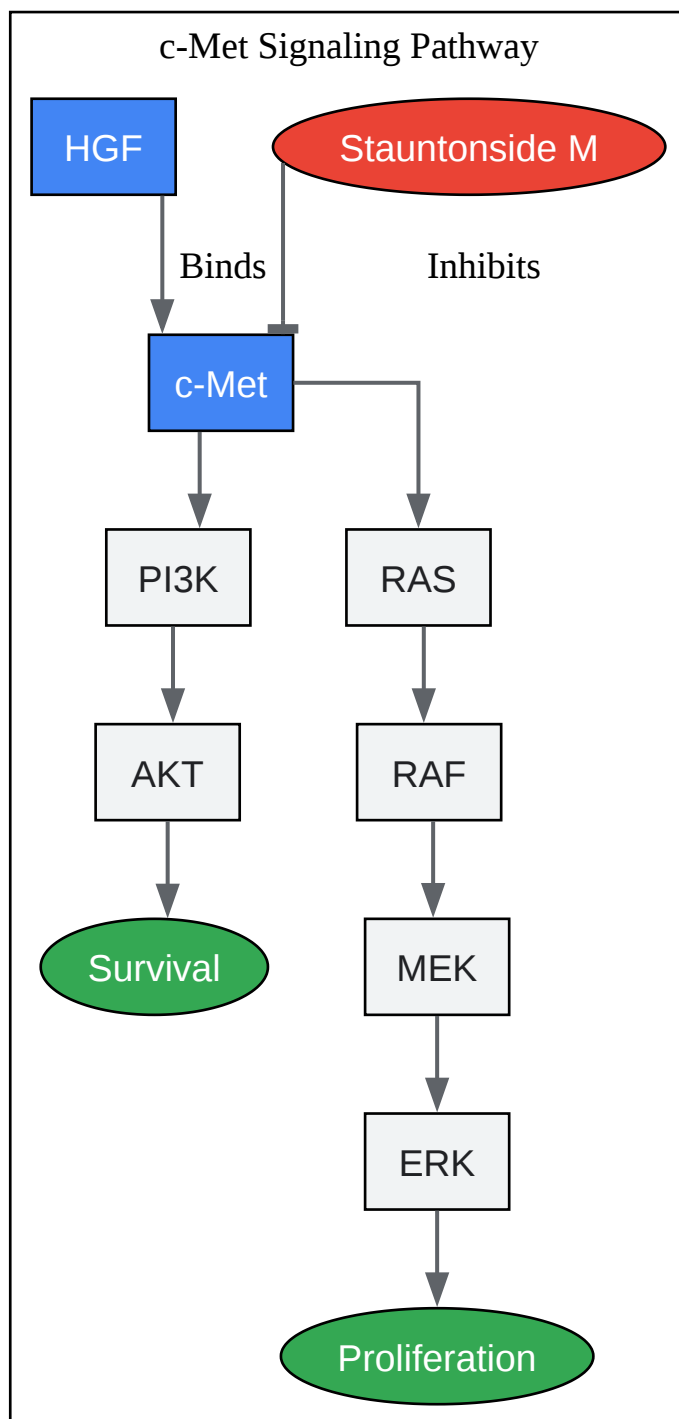 c-Met Signaling Pathway
HGF
Stauntonside M
Binds
Inhibits
c-Met
PI3K
RAS
AKT
RAF
Survival
MEK
ERK
Proliferation